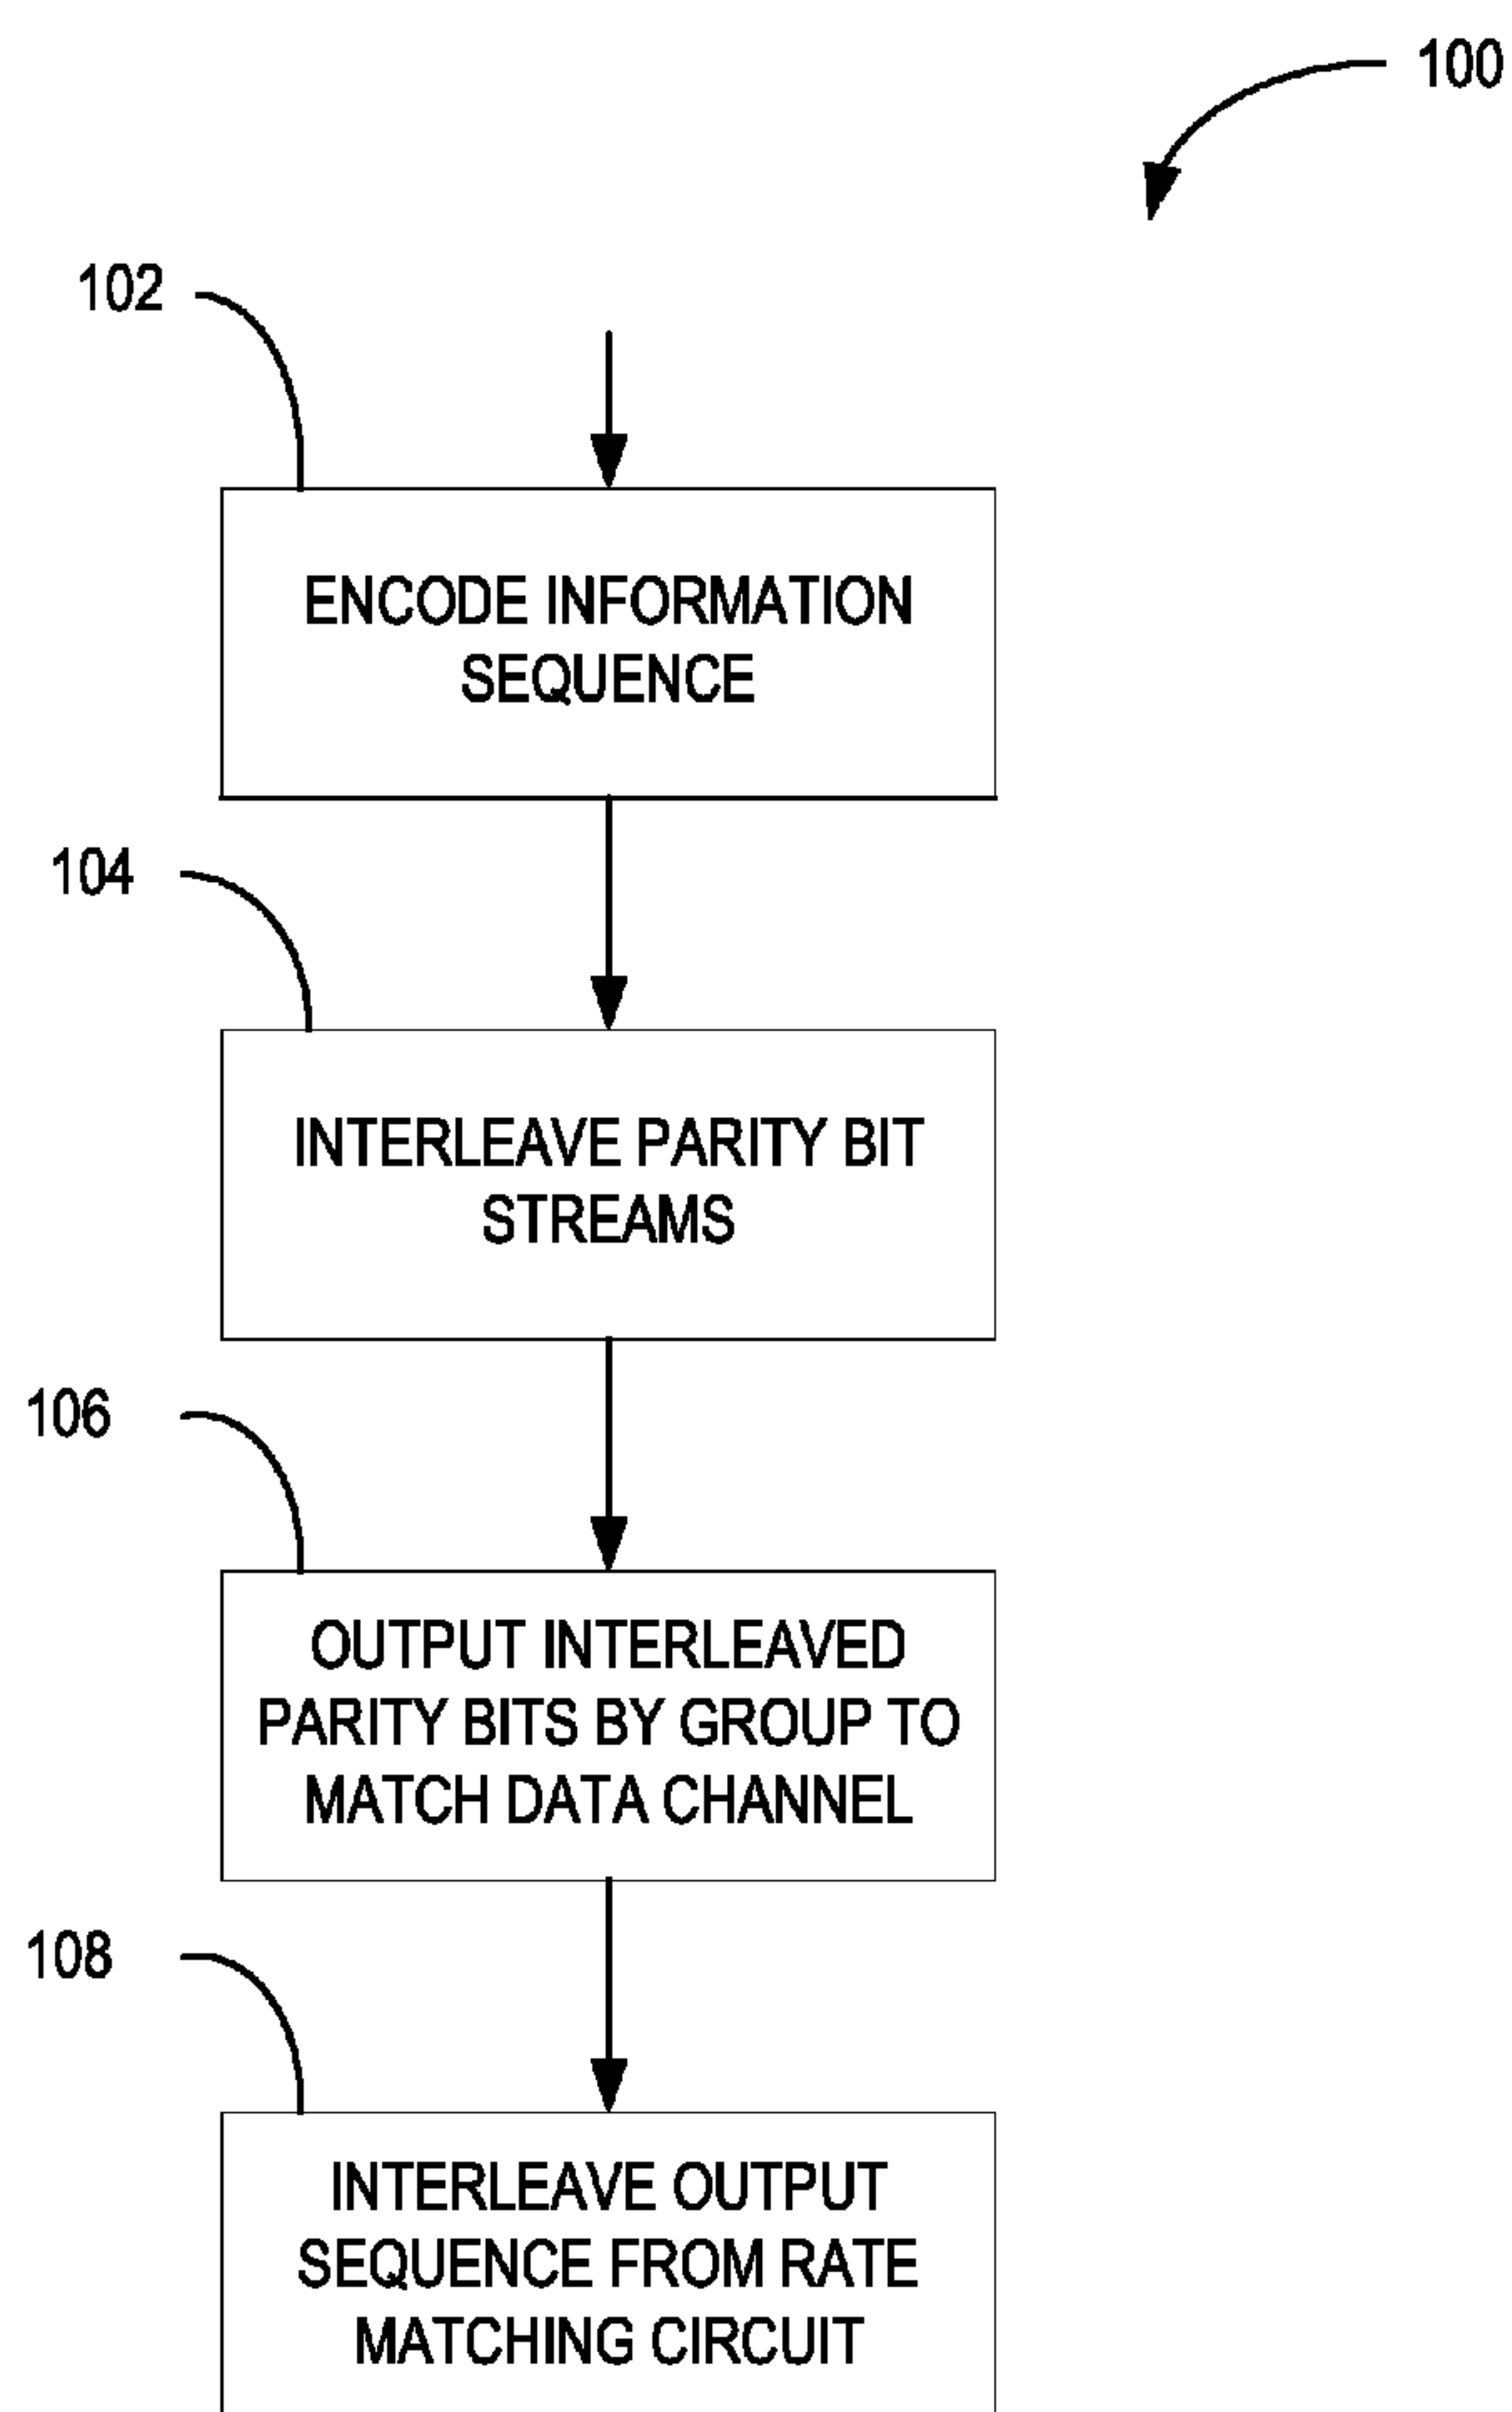 100
102
ENCODE INFORMATION
SEQUENCE
104
INTERLEAVE PARITY BIT
STREAMS
106
OUTPUT INTERLEAVED
PARITY BITS BY GROUP TO
MATCH DATA CHANNEL
108
INTERLEAVE OUTPUT
SEQUENCE FROM RATE
MATCHING CIRCUIT